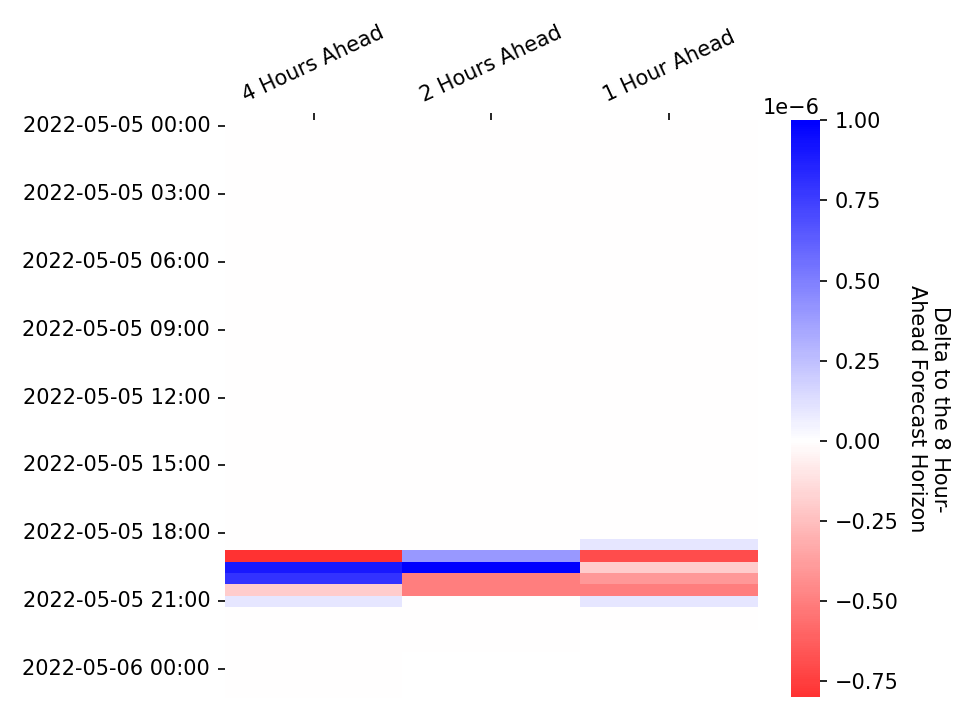 4 Hours Ahead
2 Hours Ahead
1 Hour Ahead
2022-05-05 00:00
2022-05-05 03:00
2022-05-05 06:00
2022-05-05 09:00
2022-05-05 12:00
2022-05-05 15:00
2022-05-05 18:00
2022-05-05 21:00
2022-05-06 00:00
1e−6
1.00
0.75
0.50
0.25
0.00
−0.25
−0.50
−0.75
Delta to the 8 Hour-
Ahead Forecast Horizon